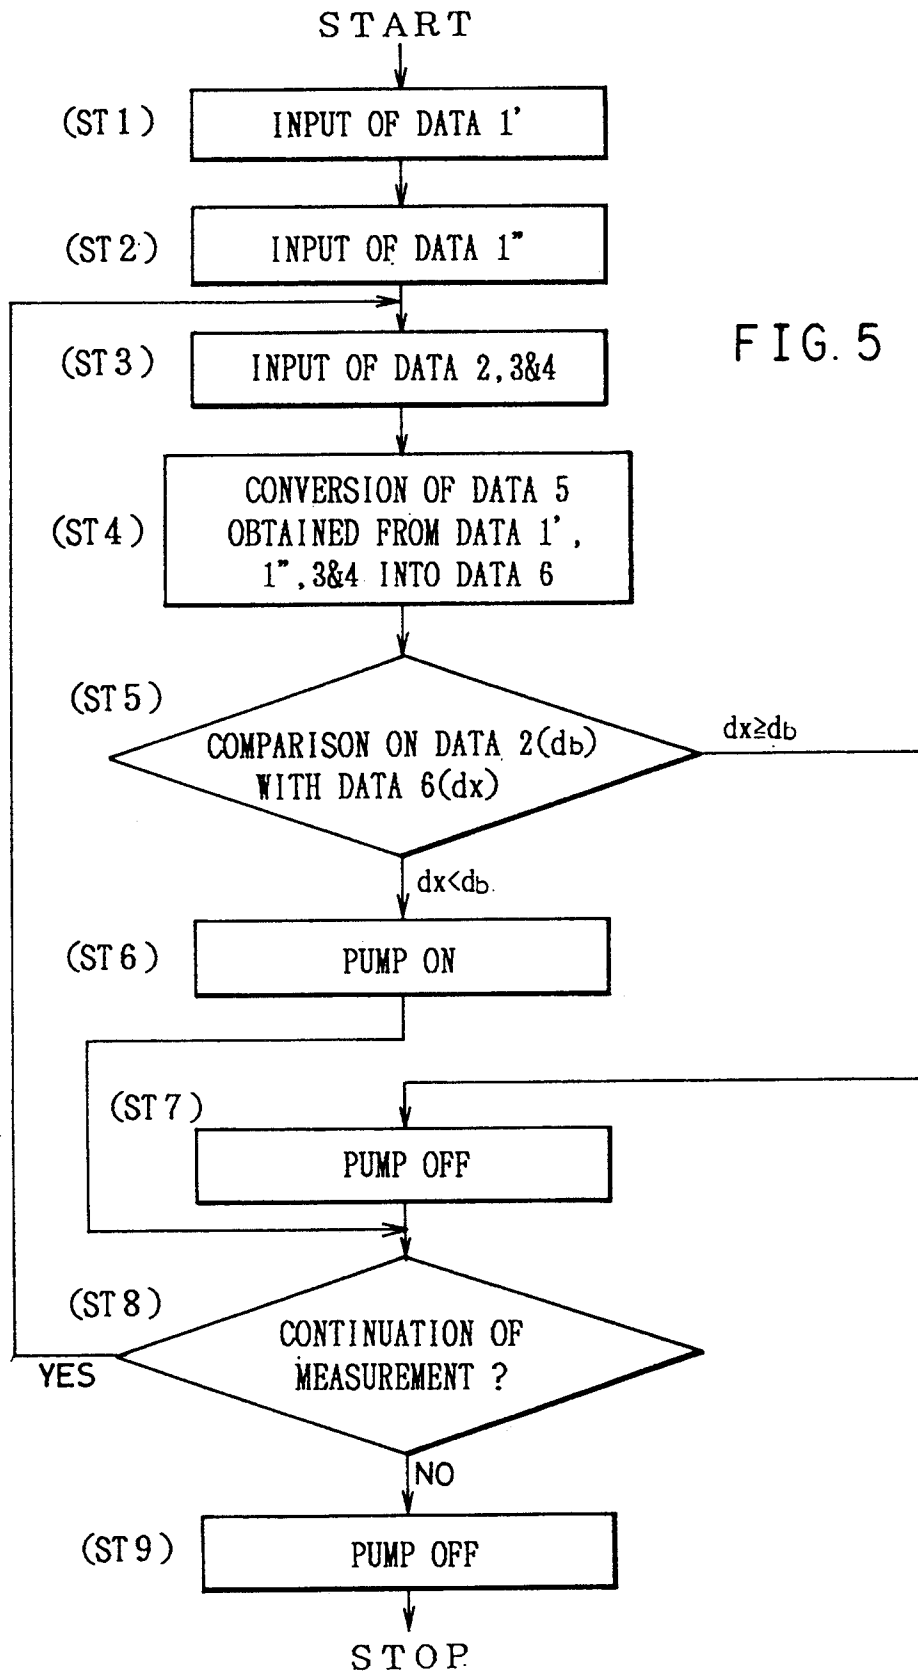 START
(ST1)
INPUT OF DATA 1'
(ST2)
INPUT OF DATA 1"
FIG. 5
(ST3)
INPUT OF DATA 2,3&4
(ST4)
CONVERSION OF DATA 5
OBTAINED FROM DATA 1',
1",3&4 INTO DATA 6
(ST5)
COMPARISON ON DATA 2(db)
WITH DATA 6(dx)
dx≧db
dx<db
(ST6)
PUMP ON
(ST7)
PUMP OFF
(ST8)
CONTINUATION OF
MEASUREMENT ?
YES
NO
(ST9)
PUMP OFF
STOP